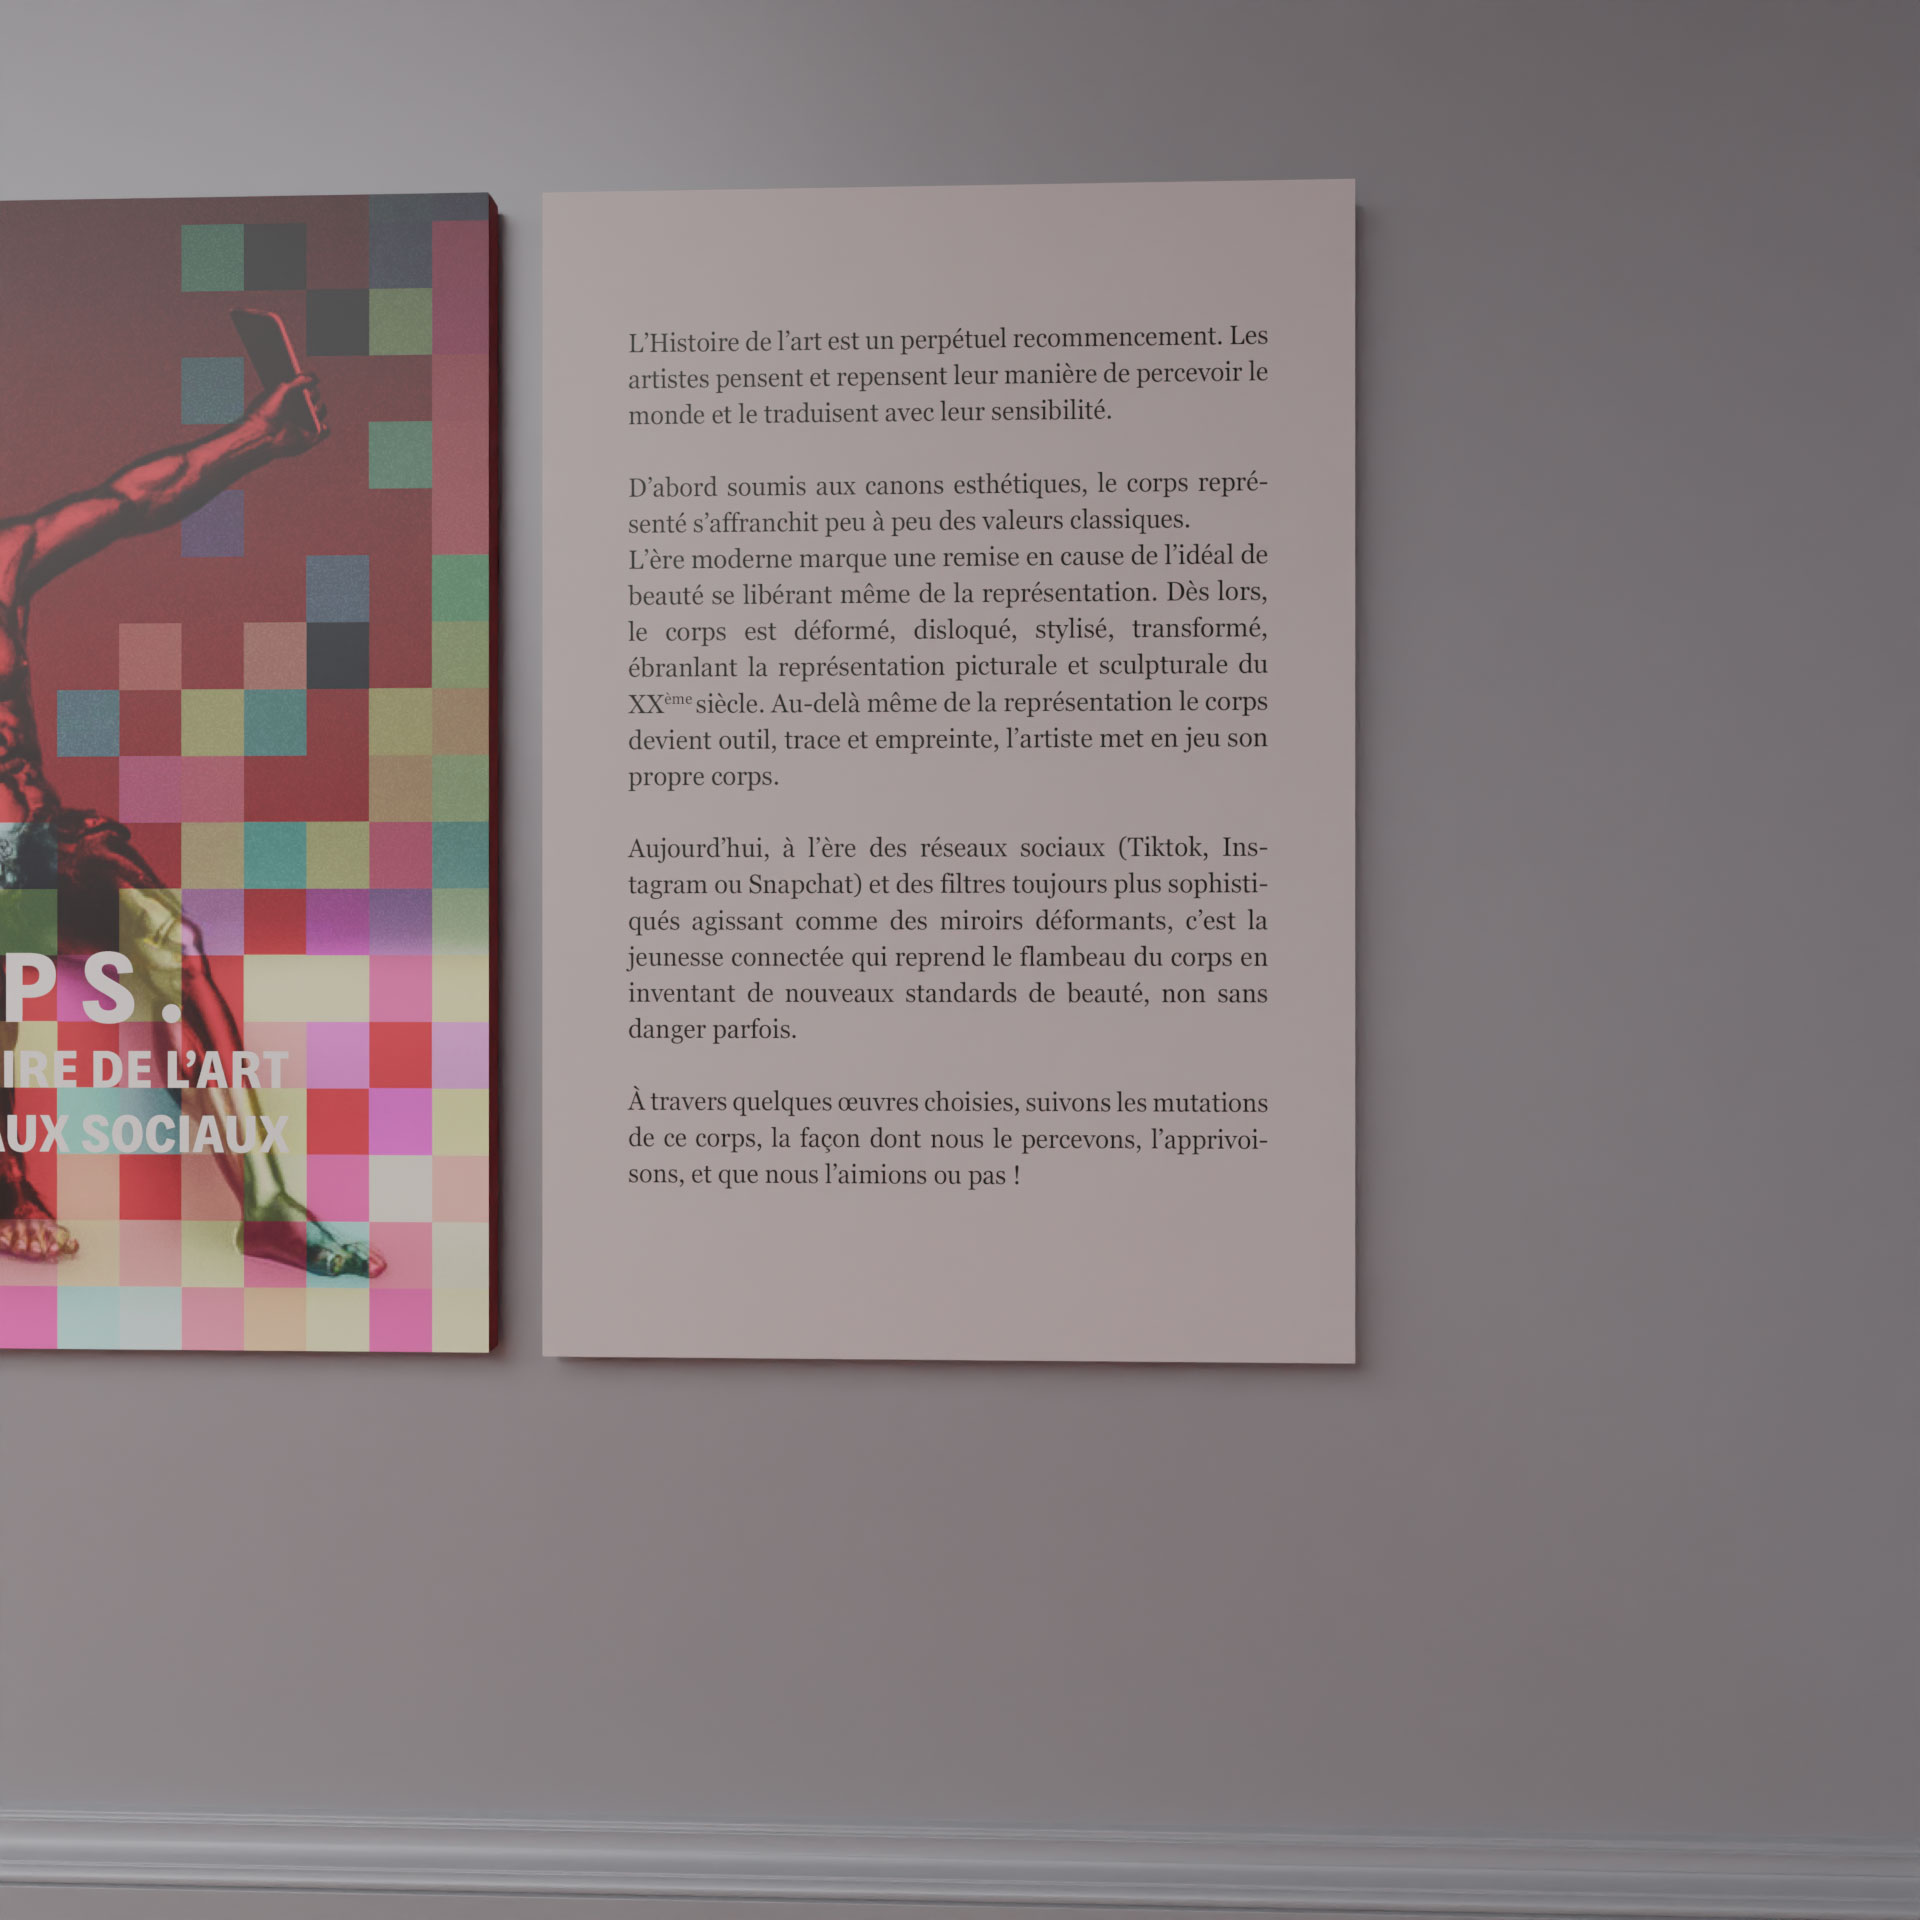 PS.
IRE DE L'ART
AUX SOCIAUX
L'Histoire de l'art est un perpétuel recommencement. Les
artistes pensent et repensent leur manière de percevoir le
monde et le traduisent avec leur sensibilité.
D'abord soumis aux canons esthétiques, le corps repré-
senté s'affranchit peu à peu des valeurs classiques.
L'ère moderne marque une remise en cause de l'idéal de
beauté se libérant même de la représentation. Dès lors,
le corps est déformé, disloqué, stylisé, transformé,
ébranlant la représentation picturale et sculpturale du
XXème siècle. Au-delà même de la représentation le corps
devient outil, trace et empreinte, l'artiste met en jeu son
propre corps.
Aujourd'hui, à l'ère des réseaux sociaux (Tiktok, Ins-
tagram ou Snapchat) et des filtres toujours plus sophisti-
qués agissant comme des miroirs déformants, c'est la
jeunesse connectée qui reprend le flambeau du corps en
inventant de nouveaux standards de beauté, non sans
danger parfois.
À travers quelques œuvres choisies, suivons les mutations
de ce corps, la façon dont nous le percevons, l'apprivoi-
sons, et que nous l'aimions ou pas !